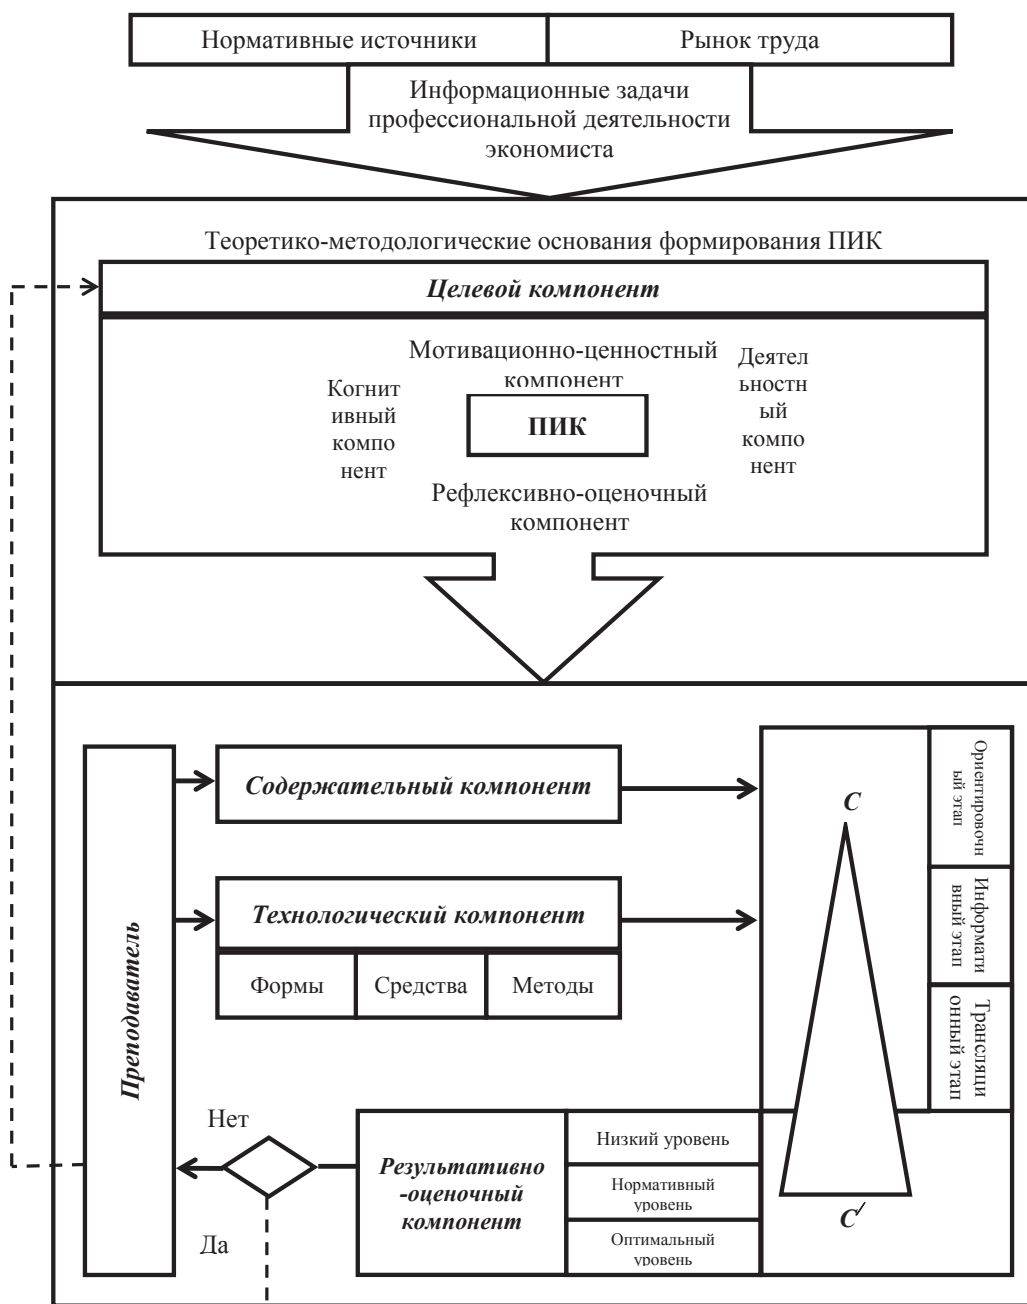 Нормативные источники
Рынок труда
Информационные задачи
профессиональной деятельности
экономиста
Теоретико-методологические основания формирования ПИК
Целевой компонент
Мотивационно-ценностный
компонент
Когнит
ивный
компо
нент
Деятел
ьностн
ый
компо
нент
ПИК
Рефлексивно-оценочный
компонент
Преподаватель
Содержательный компонент
Технологический компонент
Формы
Средства
Методы
С
Ориентировочн
ый этап
Информати
вный этап
Трансляци
онный этап
Нет
Да
Результативно
-оценочный
компонент
Низкий уровень
Нормативный
уровень
Оптимальный
уровень
С′